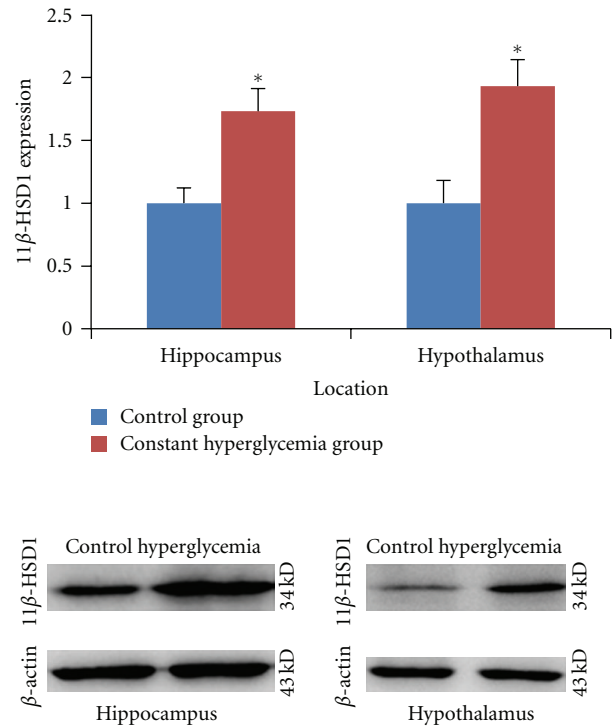 2.5
2
1.5
1
0.5
0
11β-HSD1 expression
*
*
Hippocampus
Hypothalamus
Location
Control group
Constant hyperglycemia group
Control hyperglycemia
11β-HSD1
34 kD
β-actin
43 kD
Hippocampus
Control hyperglycemia
11β-HSD1
34 kD
β-actin
43 kD
Hypothalamus